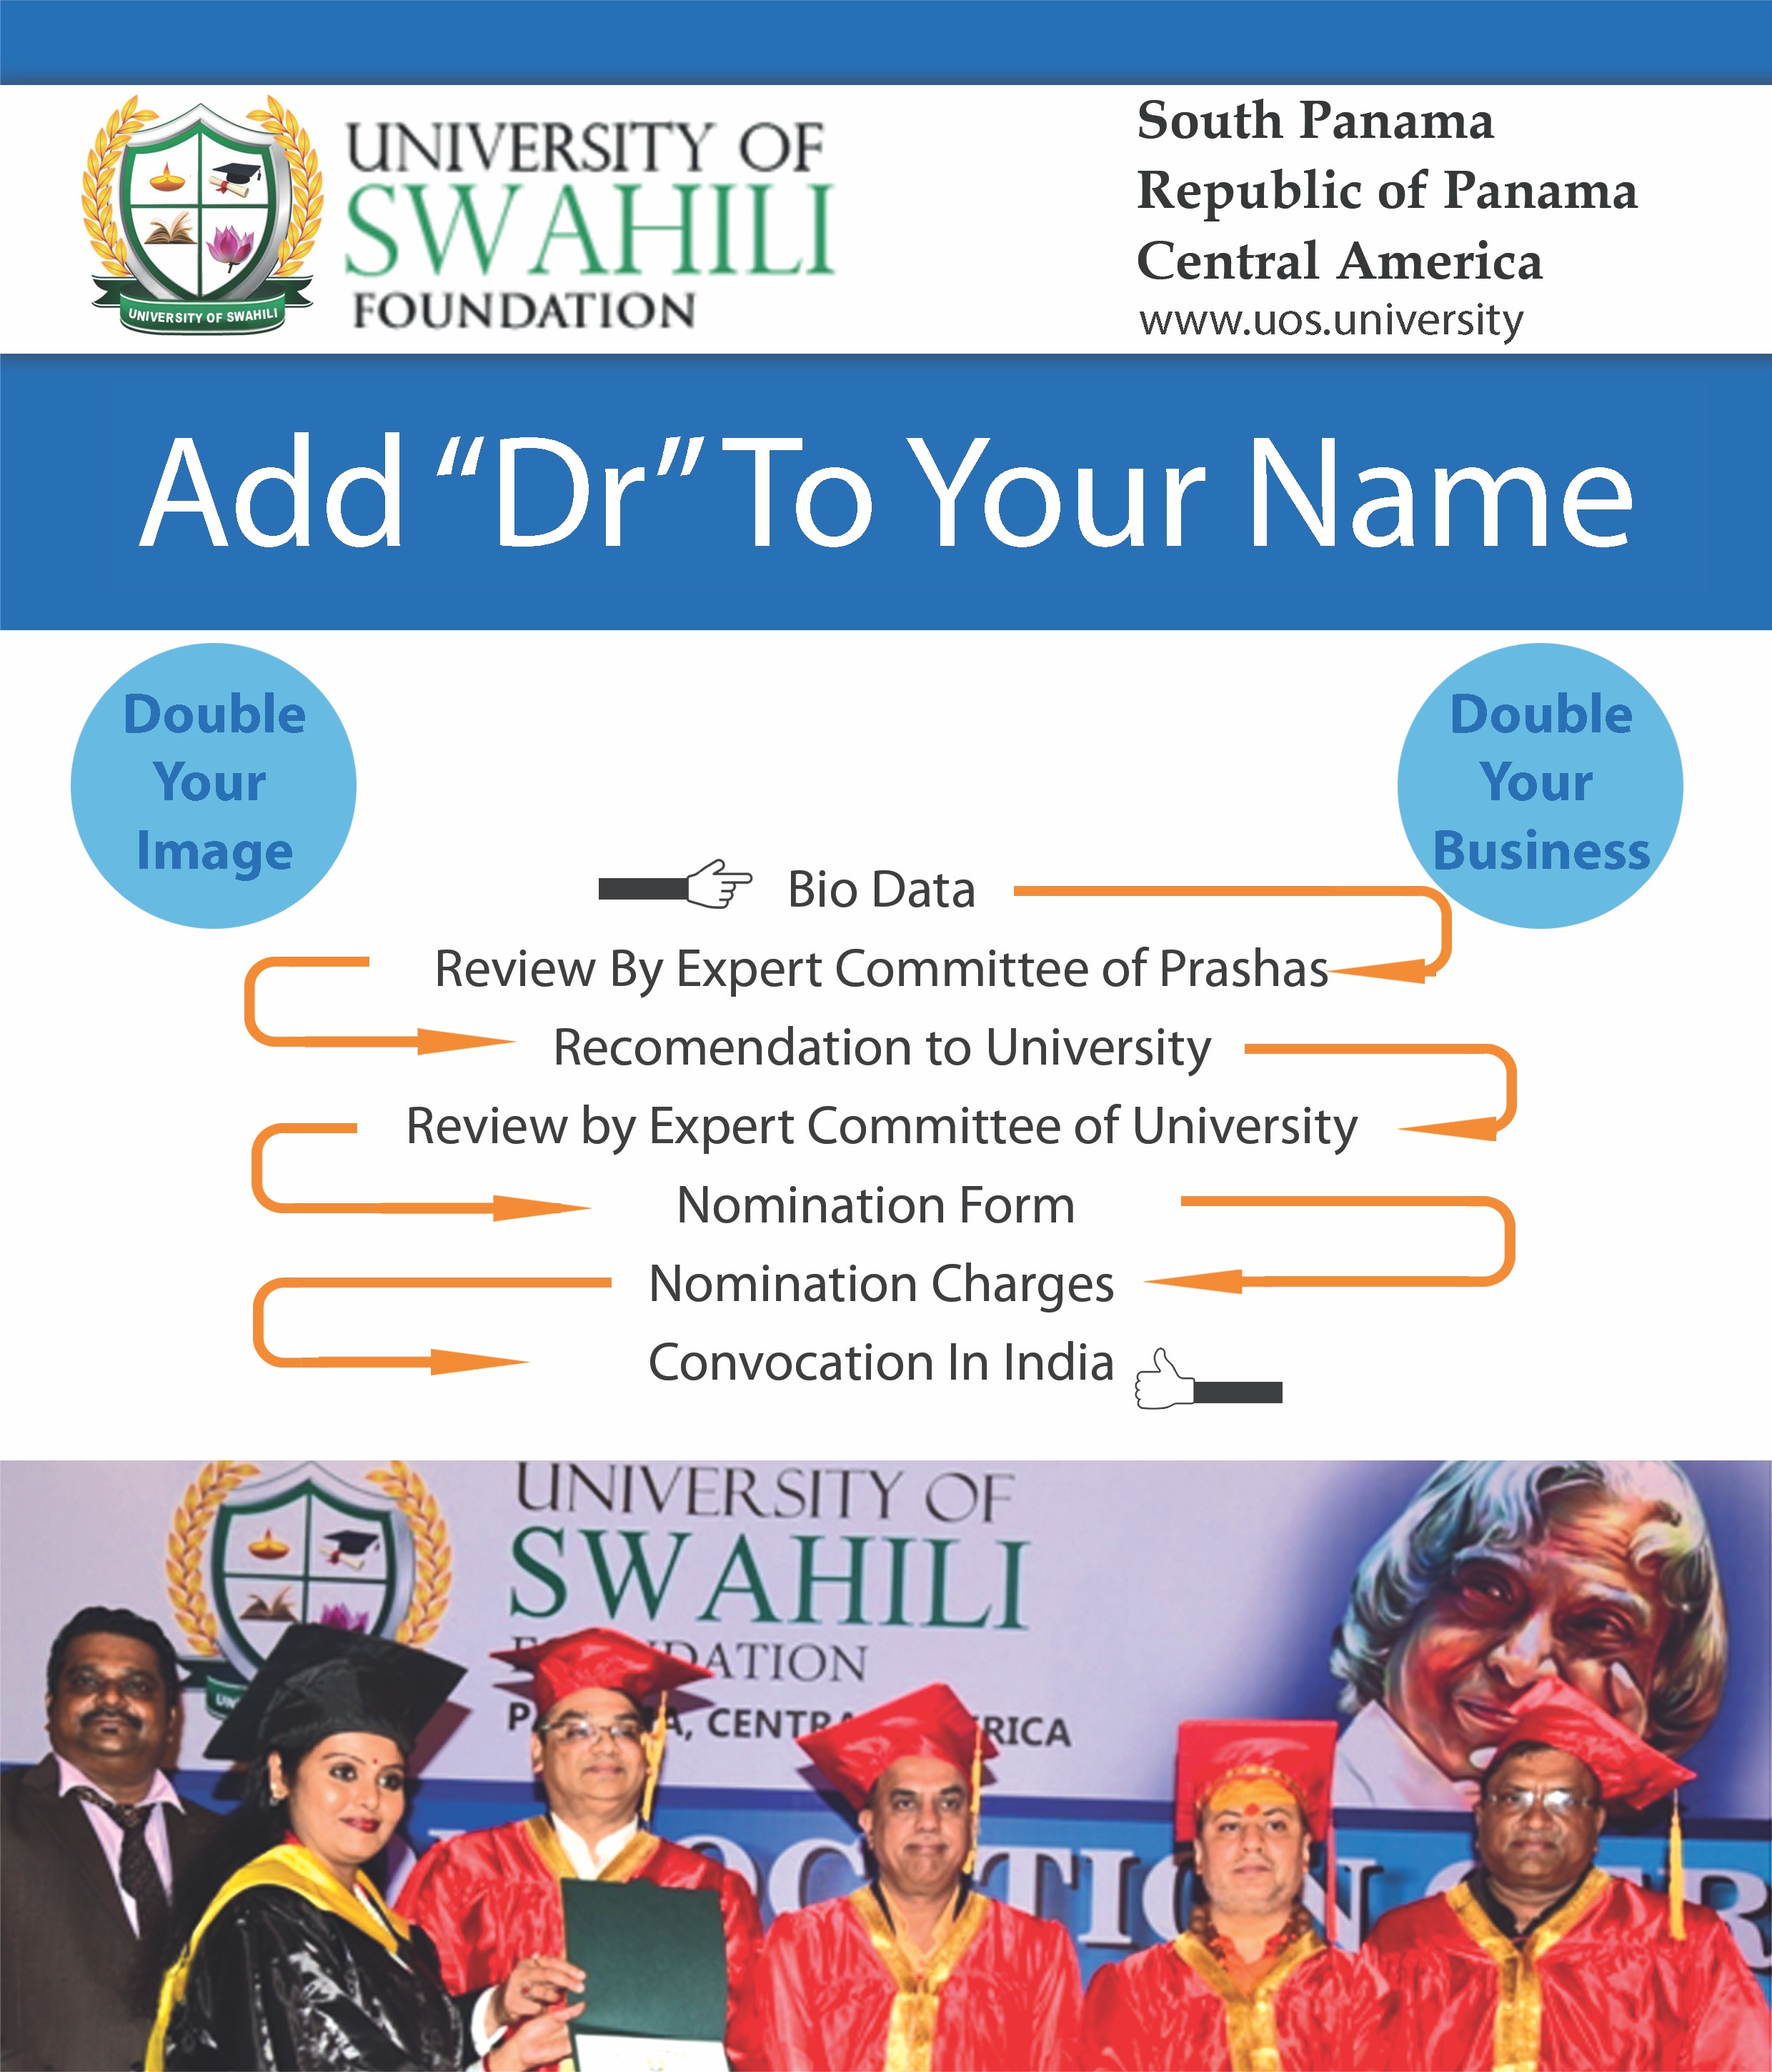 UNIVERSITY OF
SWAHILI
FOUNDATION
UNIVERSITY OF SWAHILI
South Panama
Republic of Panama
Central America
www.uos.university
Add “Dr” To Your Name
Double
Your
Image
Double
Your
Business
Bio Data
Review By Expert Committee of Prashas
Recomendation to University
Review by Expert Committee of University
Nomination Form
Nomination Charges
Convocation In India
UNIVERSITY OF
SWAHILI